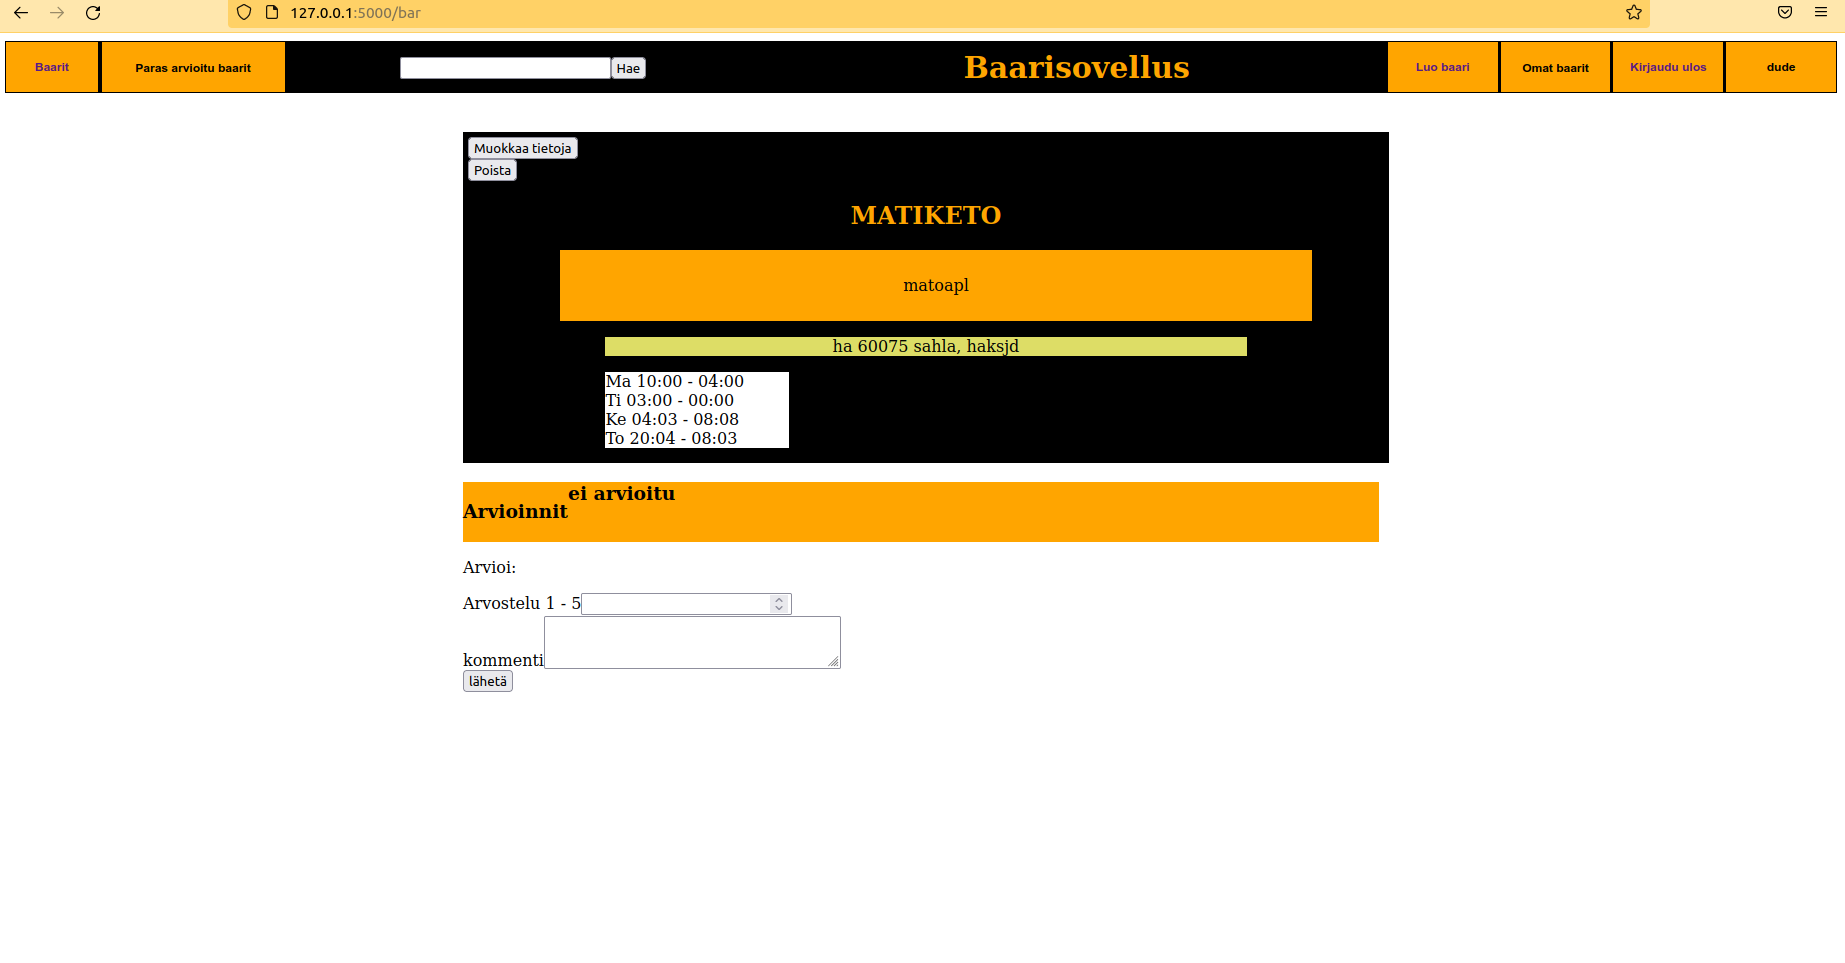 127.0.0.1:5000/bar
Baarit Paras arvioitu baarit Hae Baarisovellus Luo baari Omat baarit Kirjaudu ulos dude
Muokkaa tietoja
Poista
MATIKETO
matoapl
ha 60075 sahla, haksjd
Ma 10:00 - 04:00
Ti 03:00 - 00:00
Ke 04:03 - 08:08
To 20:04 - 08:03
ei arvioitu
Arvioinnit
Arvioi:
Arvostelu 1 - 5
kommenti
lähetä